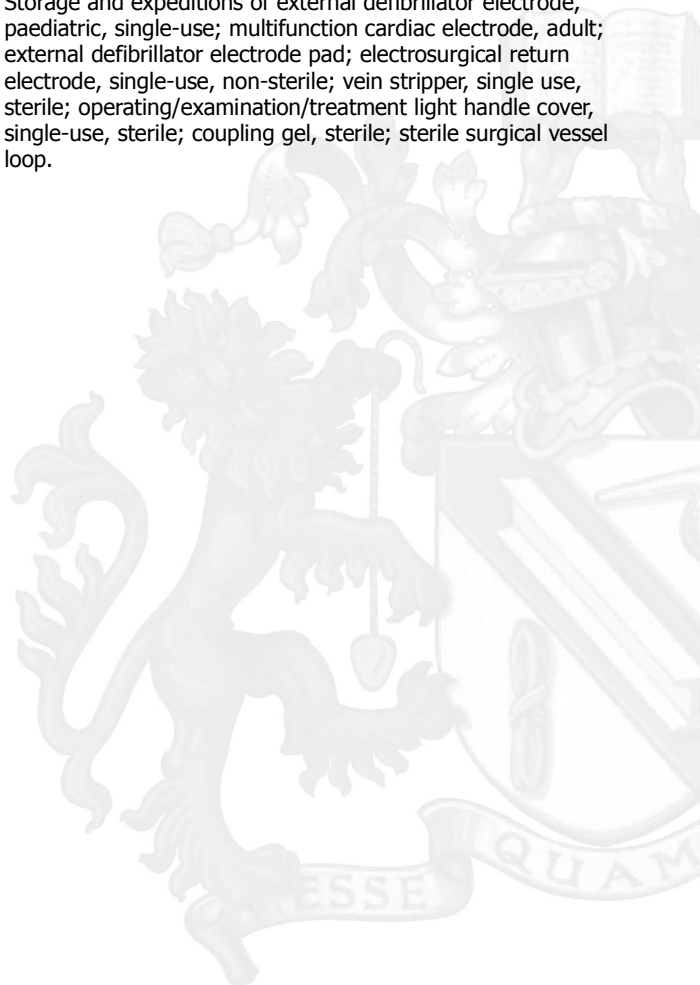 Storage and expeditions of external defibrillator electrode,
paediatric, single-use; multifunction cardiac electrode, adult;
external defibrillator electrode pad; electrosurgical return
electrode, single-use, non-sterile; vein stripper, single use,
sterile; operating/examination/treatment light handle cover,
single-use, sterile; coupling gel, sterile; sterile surgical vessel
loop.
ESSE
QUAM